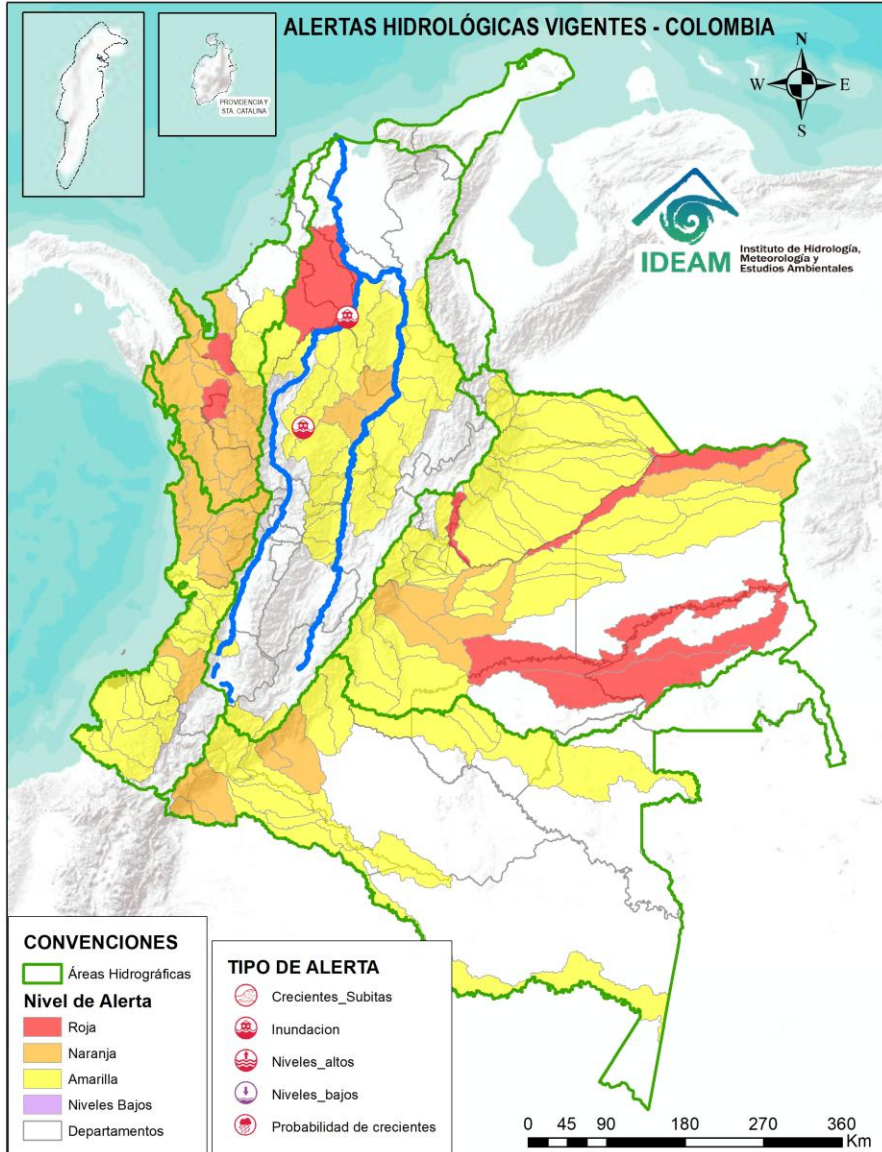 ALERTAS HIDROLÓGICAS VIGENTES - COLOMBIA
PROVIDENCIA Y
STA. CATALINA
N
W
E
S
IDEAM
Instituto de Hidrología,
Meteorología y
Estudios Ambientales
CONVENCIONES
Áreas Hidrográficas
Nivel de Alerta
Roja
Naranja
Amarilla
Niveles Bajos
Departamentos
TIPO DE ALERTA
Crecientes_Subitas
Inundacion
Niveles_altos
Niveles_bajos
Probabilidad de crecientes
0 45 90 180 270 360
Km